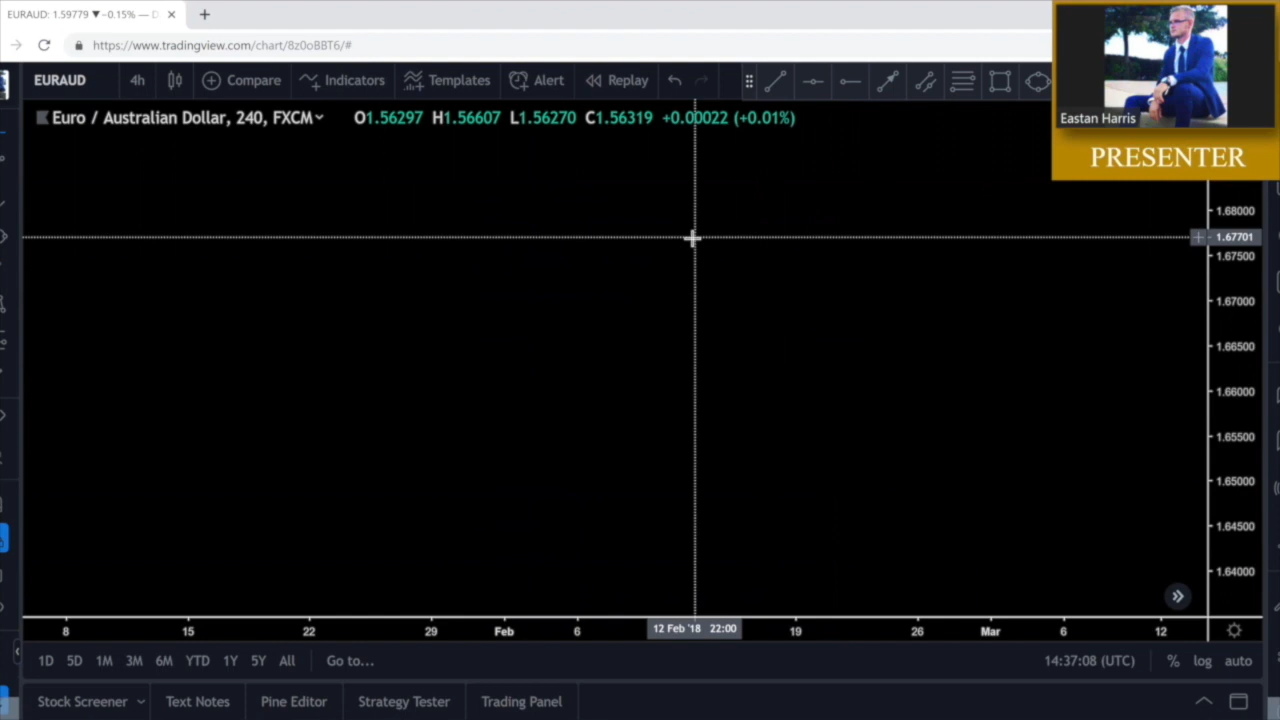 EURAUD: 1.59779 ▼−0.15% —
https://www.tradingview.com/chart/8z0oBBT6/#
EURAUD 4h Compare Indicators Templates Alert Replay
Euro / Australian Dollar, 240, FXCM O1.56297 H1.56607 L1.56270 C1.56319 +0.00022 (+0.01%)
Eastan Harris
PRESENTER
1.68000
1.67701
1.67500
1.67000
1.66500
1.66000
1.65500
1.65000
1.64500
1.64000
8 15 22 29 Feb 6 12 Feb '18 22:00 19 26 Mar 6 12
1D 5D 1M 3M 6M YTD 1Y 5Y All Go to... 14:37:08 (UTC) % log auto
Stock Screener Text Notes Pine Editor Strategy Tester Trading Panel